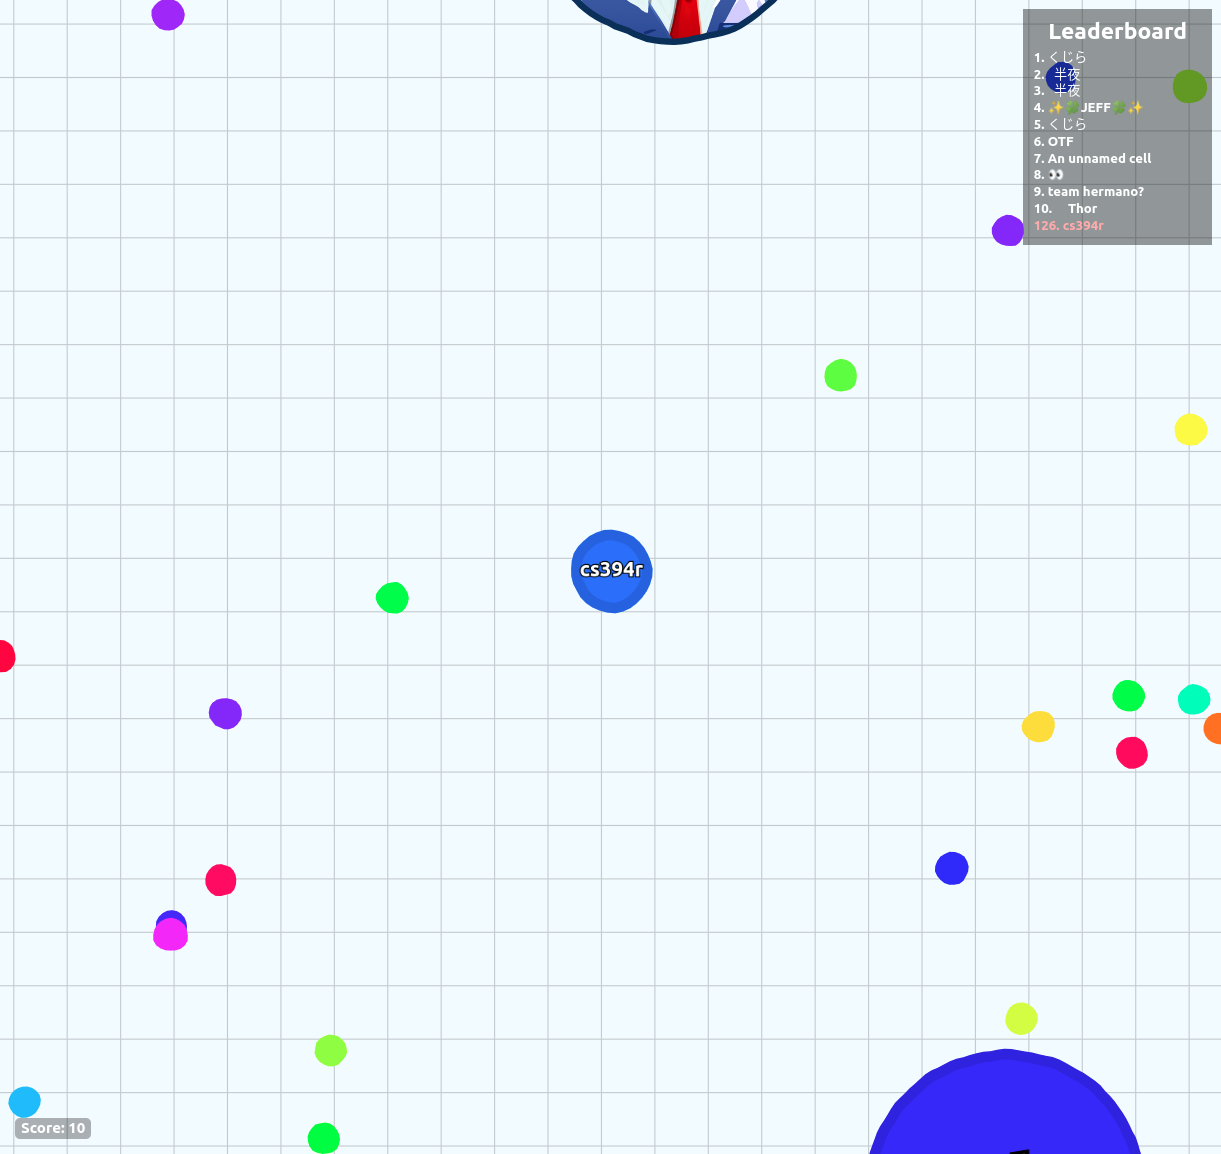 Leaderboard
1. くじら
2. 半夜
3. 半夜
4. ✨🍀JEFF🍀✨
5. くじら
6. OTF
7. An unnamed cell
8. 👀
9. team hermano?
10. Thor
126. cs394r
cs394r
Score: 10